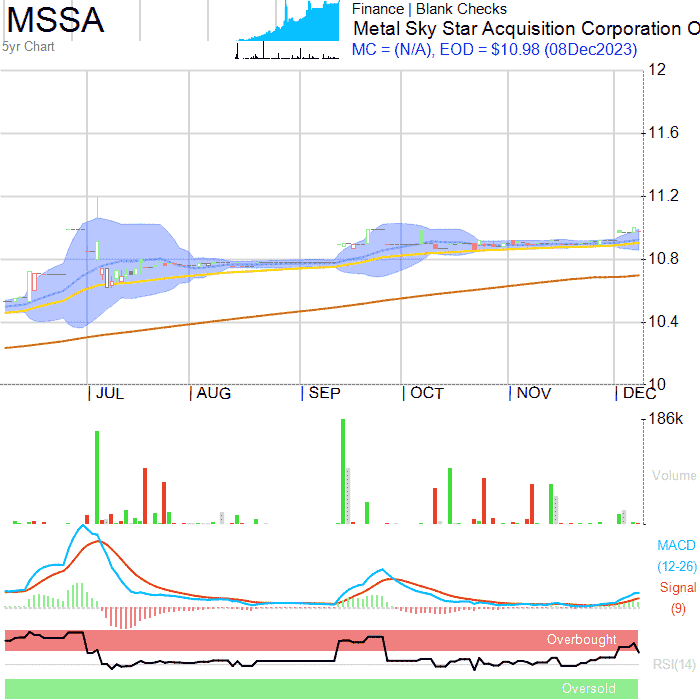 MSSA
5yr Chart
Finance | Blank Checks
Metal Sky Star Acquisition Corporation O
MC = (N/A), EOD = $10.98 (08Dec2023)
12
11.6
11.2
10.8
10.4
10
JUL AUG SEP OCT NOV DEC
186k
Volume
MACD
(12-26)
Signal
(9)
Overbought
RSI(14)
Oversold